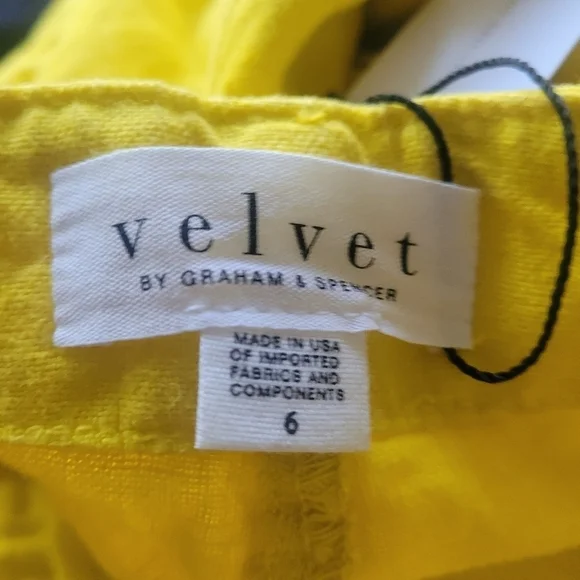 velvet
BY GRAHAM & SPENCER
MADE IN USA
OF IMPORTED
FABRICS AND
COMPONENTS
6